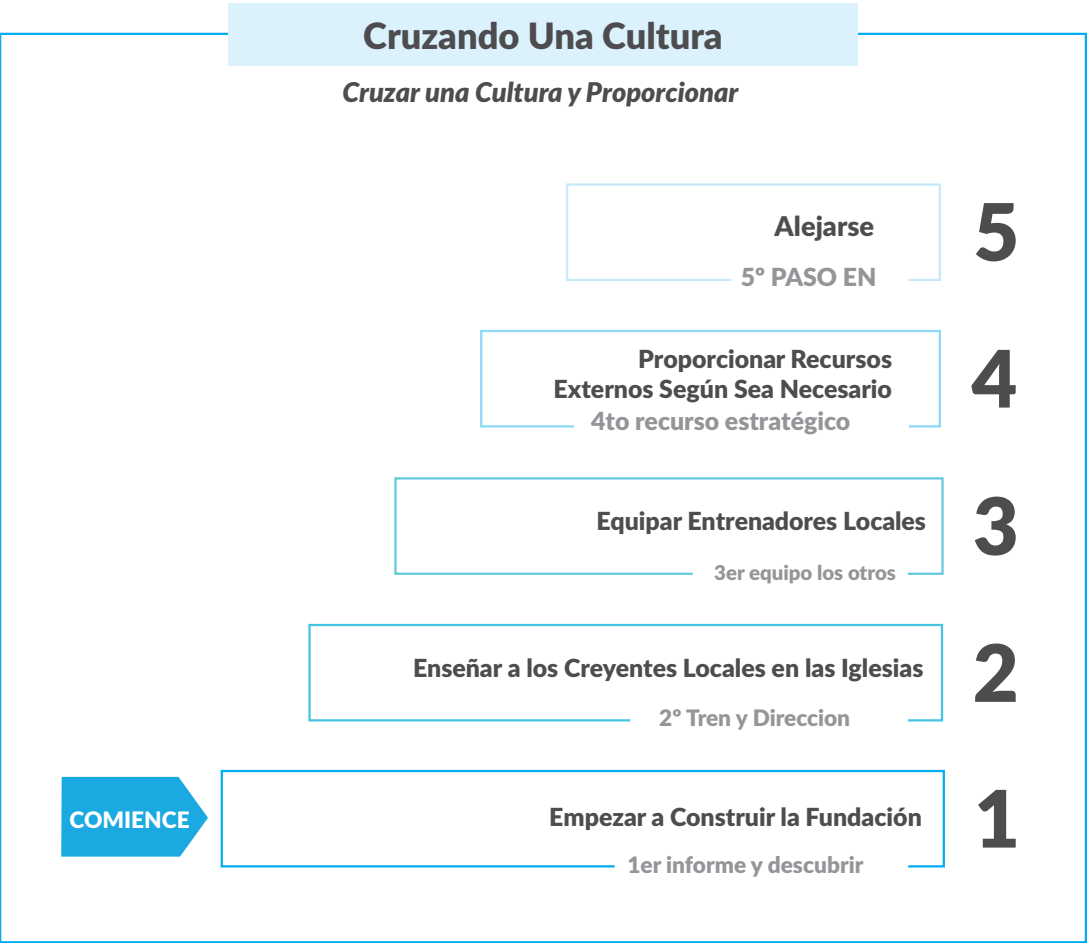 Cruzando Una Cultura
Cruzar una Cultura y Proporcionar
Alejarse
5
5º PASO EN
Proporcionar Recursos
Externos Según Sea Necesario
4
4to recurso estratégico
Equipar Entrenadores Locales
3
3er equipo los otros
Enseñar a los Creyentes Locales en las Iglesias
2
2º Tren y Direccion
COMIENCE
Empezar a Construir la Fundación
1
1er informe y descubrir